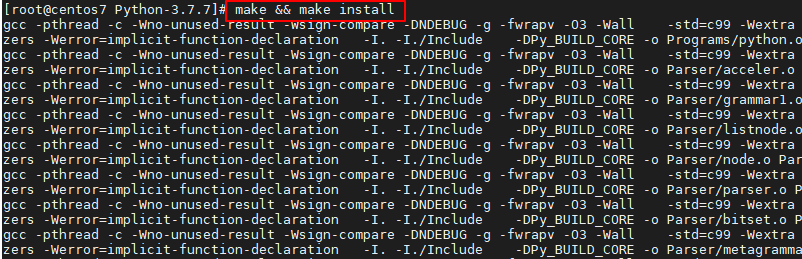 [root@centos7 Python-3.7.7]# make && make install
gcc -pthread -c -Wno-unused-result -Wsign-compare -DNDEBUG -g -fwrapv -O3 -Wall    -std=c99 -Wextra
zers -Werror=implicit-function-declaration   -I. -I./Include    -DPy_BUILD_CORE -o Programs/python.o
gcc -pthread -c -Wno-unused-result -Wsign-compare -DNDEBUG -g -fwrapv -O3 -Wall    -std=c99 -Wextra
zers -Werror=implicit-function-declaration   -I. -I./Include    -DPy_BUILD_CORE -o Parser/acceler.o
gcc -pthread -c -Wno-unused-result -Wsign-compare -DNDEBUG -g -fwrapv -O3 -Wall    -std=c99 -Wextra
zers -Werror=implicit-function-declaration   -I. -I./Include    -DPy_BUILD_CORE -o Parser/grammar1.o
gcc -pthread -c -Wno-unused-result -Wsign-compare -DNDEBUG -g -fwrapv -O3 -Wall    -std=c99 -Wextra
zers -Werror=implicit-function-declaration   -I. -I./Include    -DPy_BUILD_CORE -o Parser/listnode.o
gcc -pthread -c -Wno-unused-result -Wsign-compare -DNDEBUG -g -fwrapv -O3 -Wall    -std=c99 -Wextra
zers -Werror=implicit-function-declaration   -I. -I./Include    -DPy_BUILD_CORE -o Parser/node.o Par
gcc -pthread -c -Wno-unused-result -Wsign-compare -DNDEBUG -g -fwrapv -O3 -Wall    -std=c99 -Wextra
zers -Werror=implicit-function-declaration   -I. -I./Include    -DPy_BUILD_CORE -o Parser/parser.o P
gcc -pthread -c -Wno-unused-result -Wsign-compare -DNDEBUG -g -fwrapv -O3 -Wall    -std=c99 -Wextra
zers -Werror=implicit-function-declaration   -I. -I./Include    -DPy_BUILD_CORE -o Parser/bitset.o P
gcc -pthread -c -Wno-unused-result -Wsign-compare -DNDEBUG -g -fwrapv -O3 -Wall    -std=c99 -Wextra
zers -Werror=implicit-function-declaration   -I. -I./Include    -DPy_BUILD_CORE -o Parser/metagramma